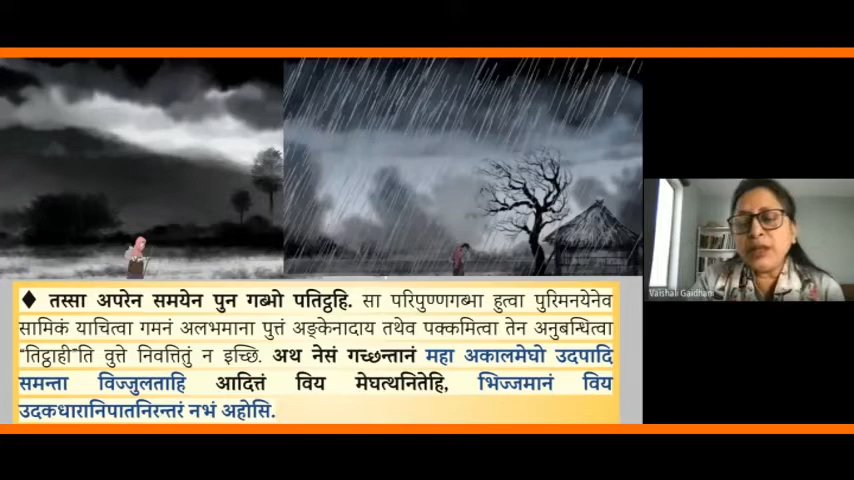 ♦ तस्सा अपरेन समयेन पुन गब्भो पतिट्ठहि. सा परिपुण्णगब्भा हुत्वा पुरिमनयेनेव
सामिकं याचित्वा गमनं अलभमाना पुत्तं अङ्केनादाय तथेव पक्कमित्वा तेन अनुबन्धित्वा
“तिट्ठाही”ति वुत्ते निवत्तितुं न इच्छि. अथ नेसं गच्छन्तानं महा अकालमेघो उदपादि
समन्ता विज्जुलताहि आदित्तं विय मेघत्थनितेहि, भिज्जमानं विय
उदकधारानिपातनिरन्तरं नभं अहोसि.
Vaishali Gaidhani